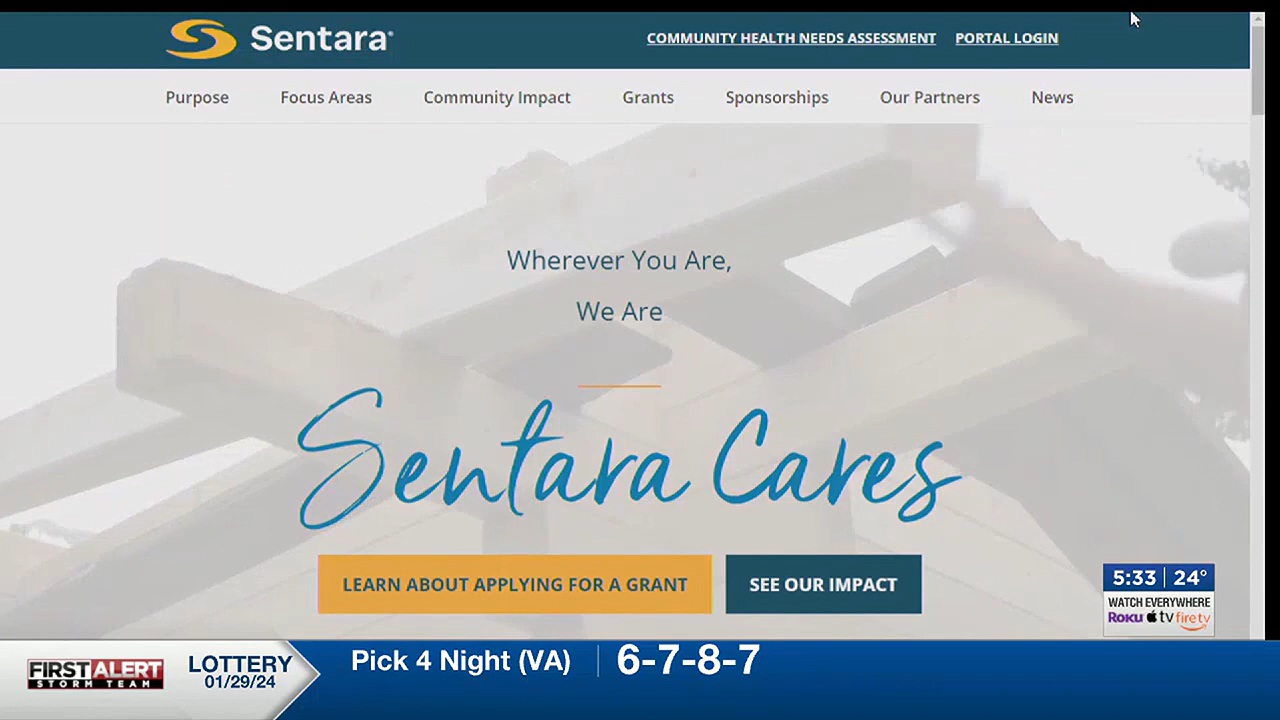 Sentara
COMMUNITY HEALTH NEEDS ASSESSMENT PORTAL LOGIN
Purpose Focus Areas Community Impact Grants Sponsorships Our Partners News
Wherever You Are,
We Are
Sentara Cares
LEARN ABOUT APPLYING FOR A GRANT SEE OUR IMPACT
5:33 24°
WATCH EVERYWHERE
Roku tv fire tv
FIRST ALERT
STORM TEAM
LOTTERY
01/29/24
Pick 4 Night (VA) 6-7-8-7